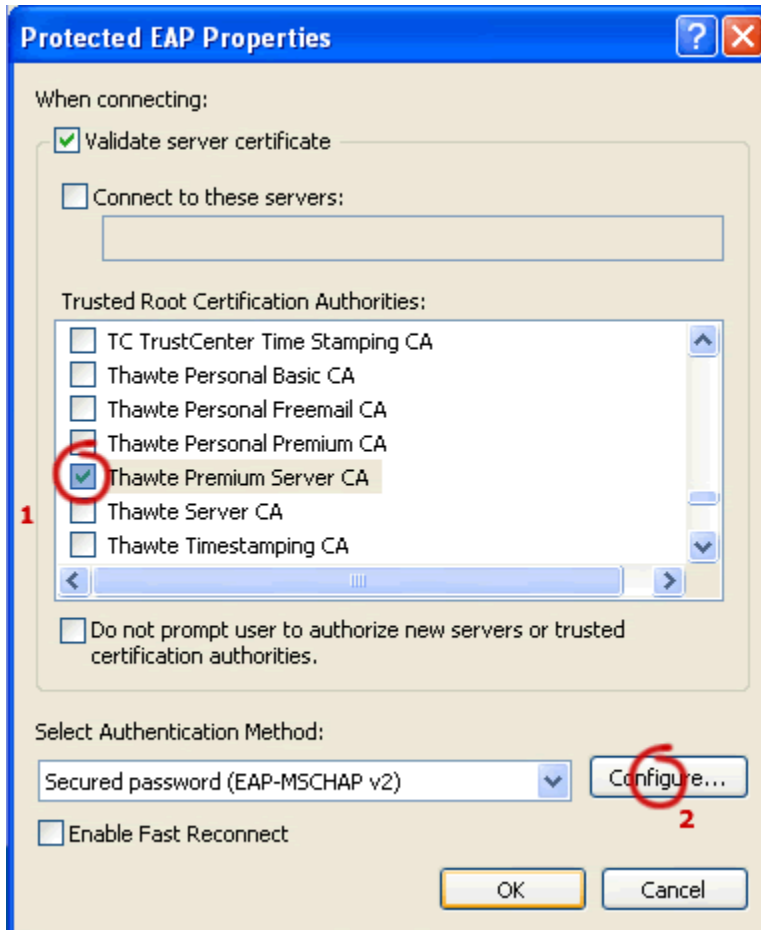 Protected EAP Properties
When connecting:
Validate server certificate
Connect to these servers:
Trusted Root Certification Authorities:
TC TrustCenter Time Stamping CA
Thawte Personal Basic CA
Thawte Personal Freemail CA
Thawte Personal Premium CA
Thawte Premium Server CA
1
Thawte Server CA
Thawte Timestamping CA
Do not prompt user to authorize new servers or trusted
certification authorities.
Select Authentication Method:
Secured password (EAP-MSCHAP v2)
Configure...
2
Enable Fast Reconnect
OK
Cancel